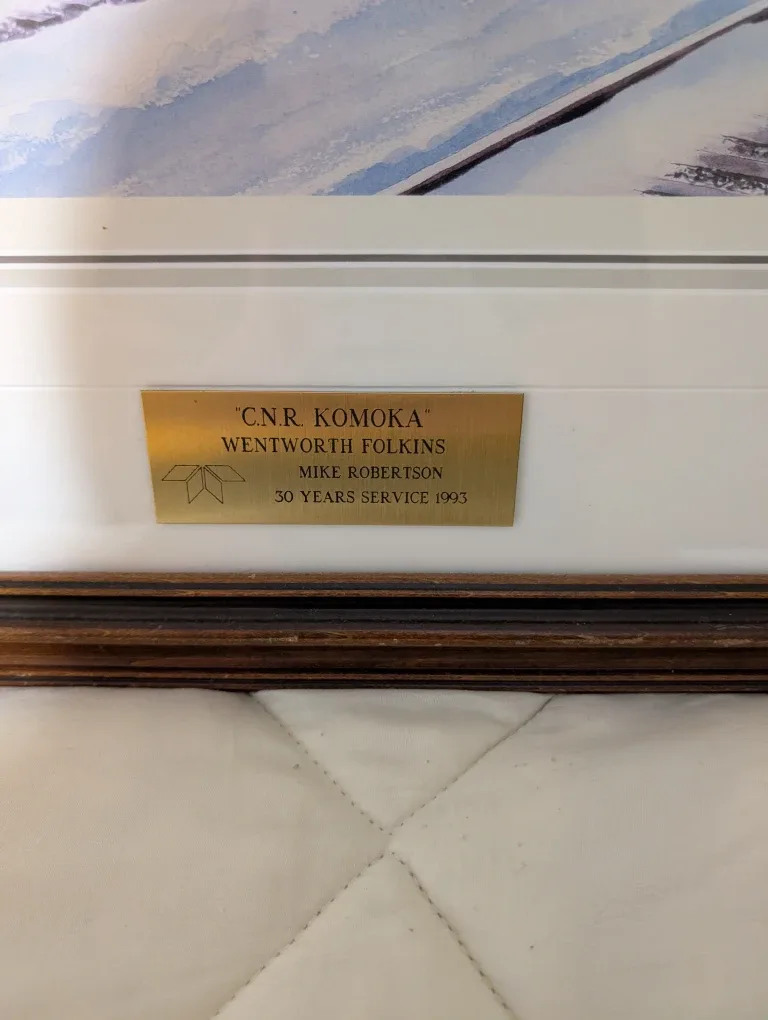 "C.N.R. KOMOKA"
WENTWORTH FOLKINS
MIKE ROBERTSON
30 YEARS SERVICE 1993